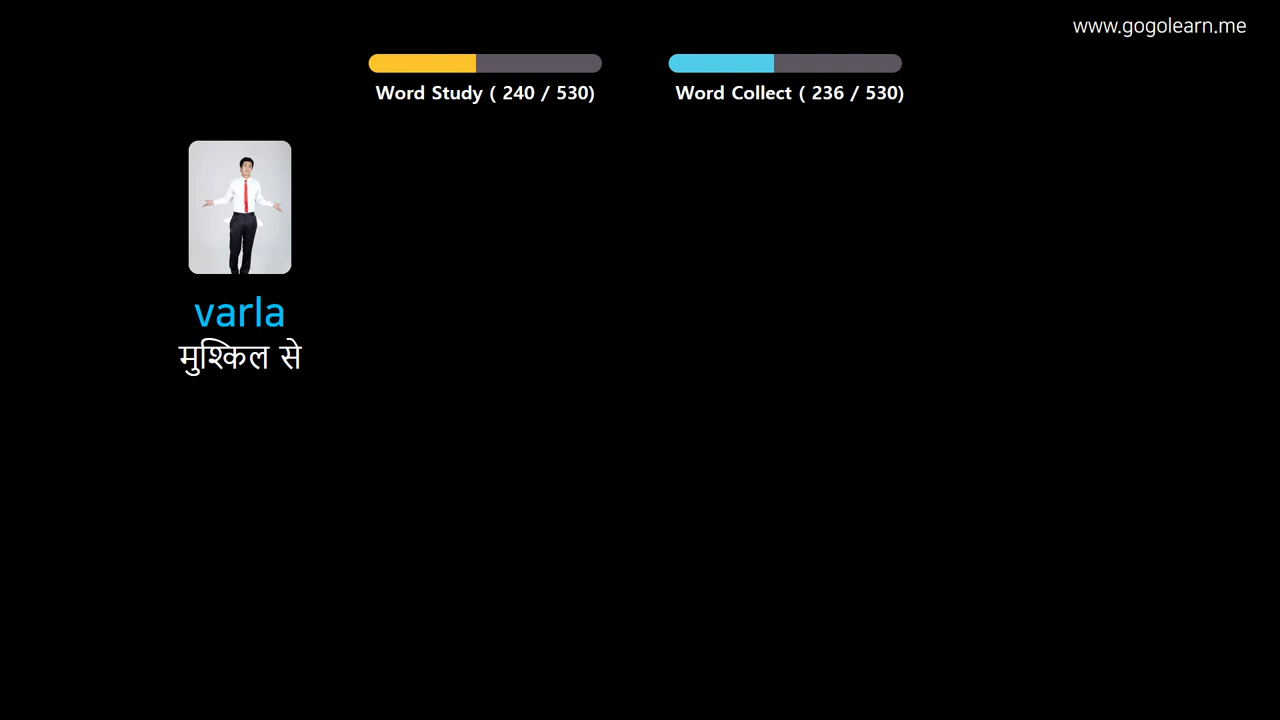 www.gogolearn.me
Word Study ( 240 / 530)
Word Collect ( 236 / 530)
varla
मुश्किल से